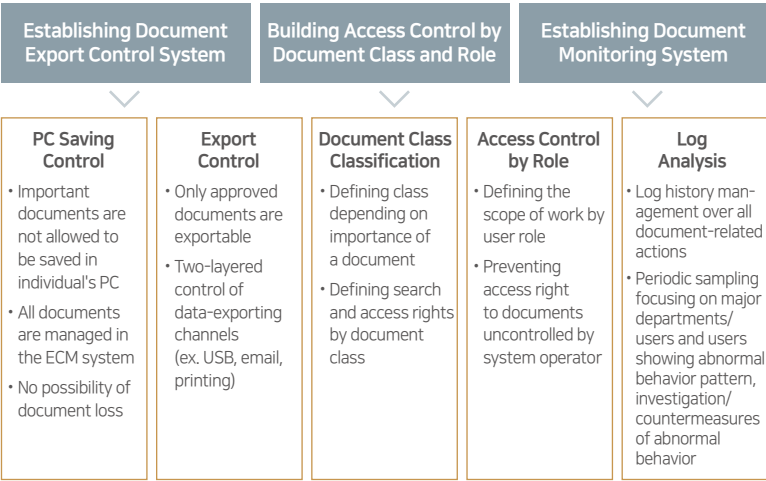 Establishing Document
Export Control System
Building Access Control by
Document Class and Role
Establishing Document
Monitoring System
PC Saving
Control
• Important
documents are
not allowed to
be saved in
individual's PC
• All documents
are managed in
the ECM system
• No possibility of
document loss
Export
Control
• Only approved
documents are
exportable
• Two-layered
control of
data-exporting
channels
(ex. USB, email,
printing)
Document Class
Classification
• Defining class
depending on
importance of
a document
• Defining search
and access rights
by document
class
Access Control
by Role
• Defining the
scope of work by
user role
• Preventing
access right
to documents
uncontrolled by
system operator
Log
Analysis
• Log history man-
agement over all
document-related
actions
• Periodic sampling
focusing on major
departments/
users and users
showing abnormal
behavior pattern,
investigation/
countermeasures
of abnormal
behavior